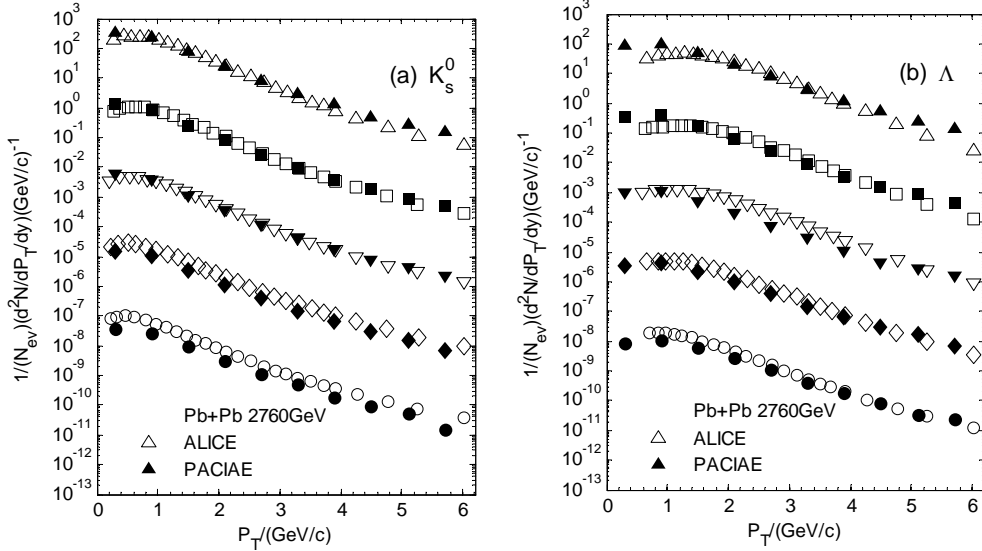 10^3
10^2
10^1
10^0
10^-1
10^-2
10^-3
10^-4
10^-5
10^-6
10^-7
10^-8
10^-9
10^-10
10^-11
10^-12
10^-13
1/(N_ev)(d^2N/dP_T/dy)(GeV/c)^-1
(a) K_s^0
Pb+Pb 2760GeV
ALICE
PACIAE
0 1 2 3 4 5 6
P_T/(GeV/c)
10^3
10^2
10^1
10^0
10^-1
10^-2
10^-3
10^-4
10^-5
10^-6
10^-7
10^-8
10^-9
10^-10
10^-11
10^-12
10^-13
1/(N_ev)(d^2N/dP_T/dy)(GeV/c)^-1
(b) Λ
Pb+Pb 2760GeV
ALICE
PACIAE
0 1 2 3 4 5 6
P_T/(GeV/c)